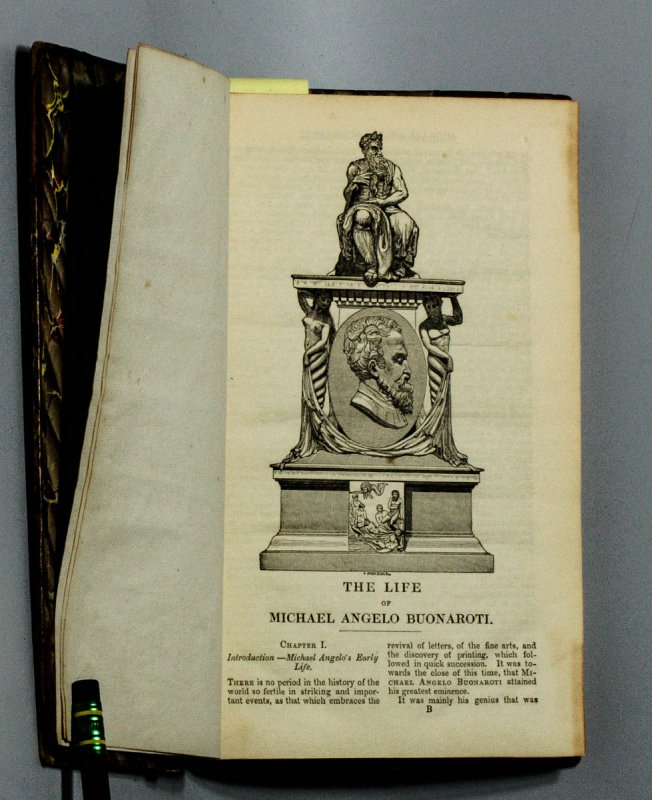 THE LIFE
OF
MICHAEL ANGELO BUONAROTI.
CHAPTER I.
Introduction—Michael Angelo's Early
Life.
THERE is no period in the history of the
world so fertile in striking and impor-
tant events, as that which embraces the
revival of letters, of the fine arts, and
the discovery of printing, which fol-
lowed in quick succession. It was to-
wards the close of this time, that MI-
CHAEL ANGELO BUONAROTI attained
his greatest eminence.
It was mainly his genius that was
B